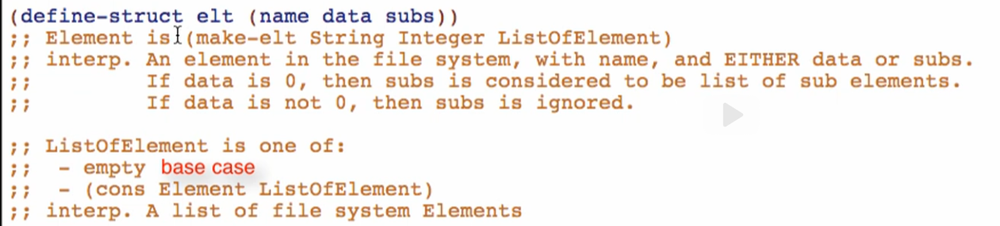 (define-struct elt (name data subs))
;; Element is (make-elt String Integer ListOfElement)
;; interp. An element in the file system, with name, and EITHER data or subs.
;;         If data is 0, then subs is considered to be list of sub elements.
;;         If data is not 0, then subs is ignored.
;; ListOfElement is one of:
;;  - empty base case
;;  - (cons Element ListOfElement)
;; interp. A list of file system Elements